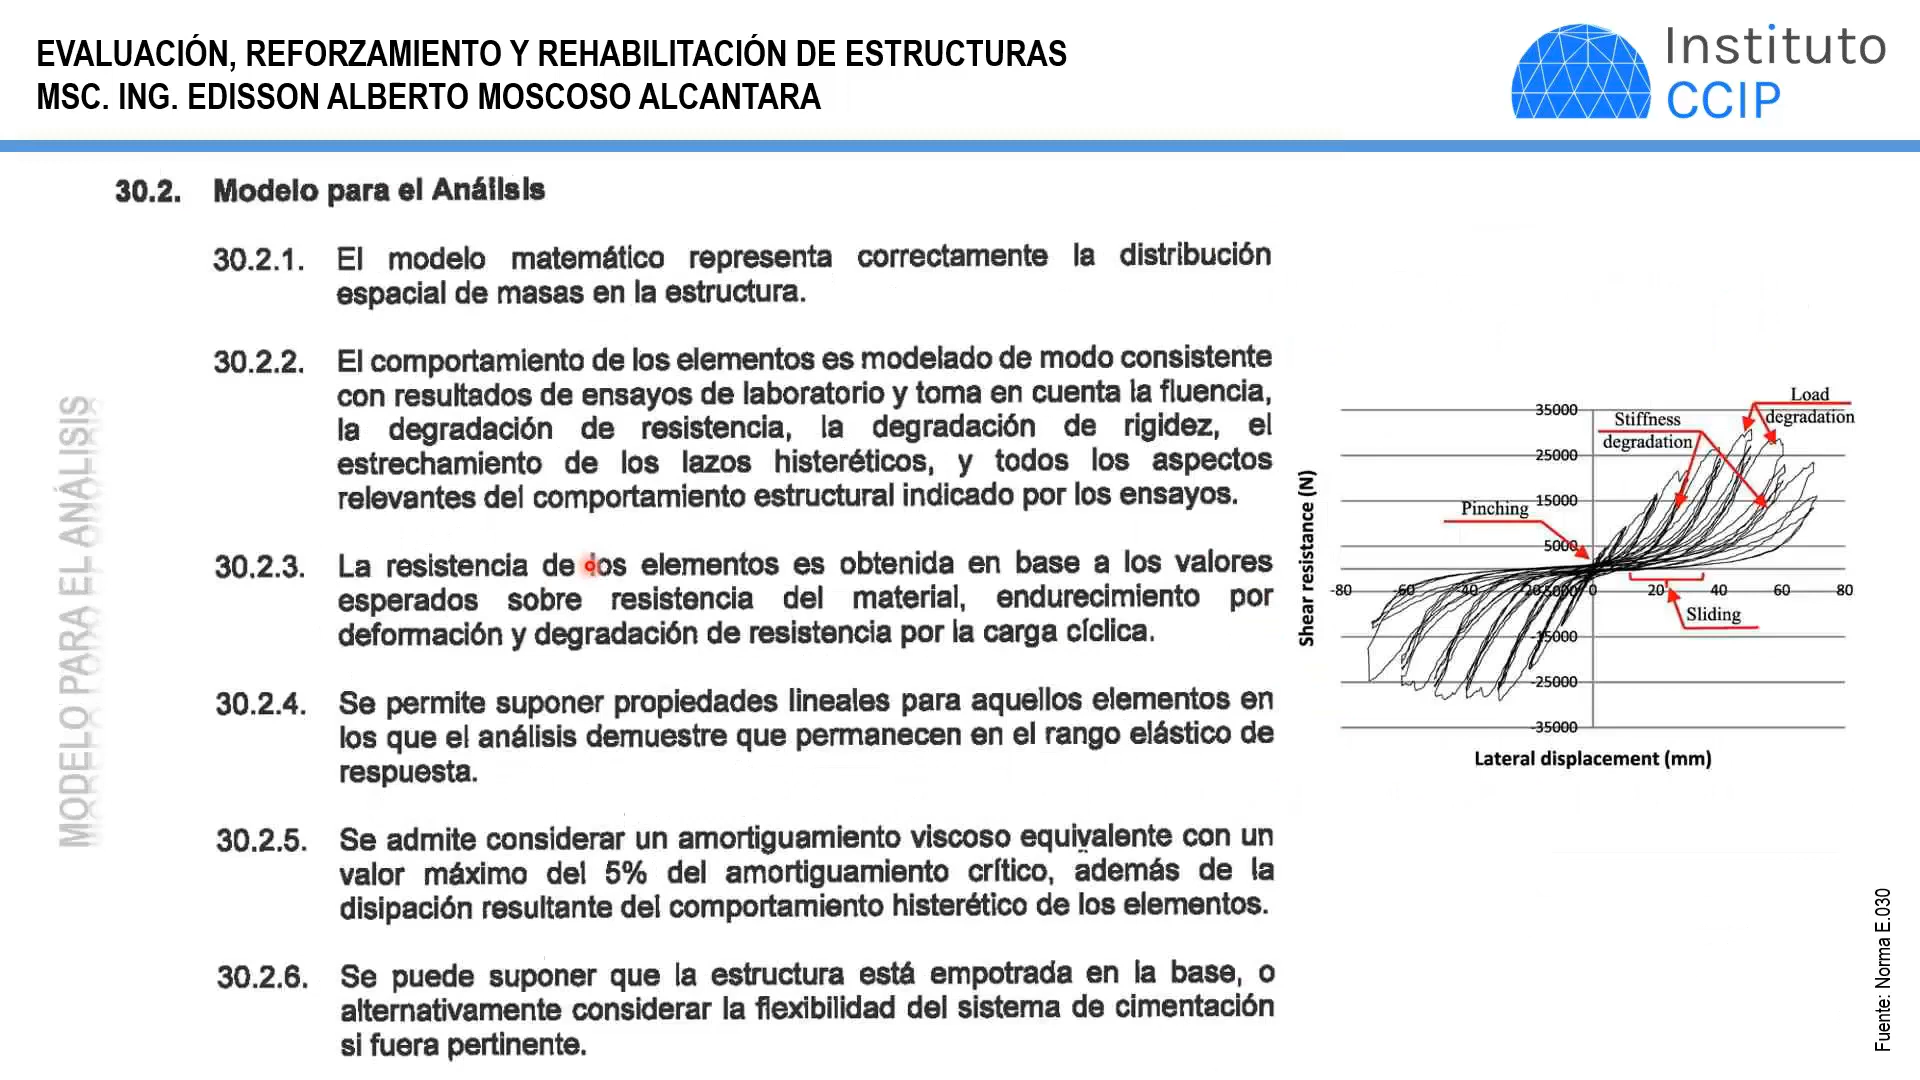 EVALUACIÓN, REFORZAMIENTO Y REHABILITACIÓN DE ESTRUCTURAS
MSC. ING. EDISSON ALBERTO MOSCOSO ALCANTARA
Instituto
CCIP
MODELO PARA EL ANÁLISIS
30.2. Modelo para el Análisis
30.2.1. El modelo matemático representa correctamente la distribución
espacial de masas en la estructura.
30.2.2. El comportamiento de los elementos es modelado de modo consistente
con resultados de ensayos de laboratorio y toma en cuenta la fluencia,
la degradación de resistencia, la degradación de rigidez, el
estrechamiento de los lazos histeréticos, y todos los aspectos
relevantes del comportamiento estructural indicado por los ensayos.
30.2.3. La resistencia de los elementos es obtenida en base a los valores
esperados sobre resistencia del material, endurecimiento por
deformación y degradación de resistencia por la carga cíclica.
30.2.4. Se permite suponer propiedades lineales para aquellos elementos en
los que el análisis demuestre que permanecen en el rango elástico de
respuesta.
30.2.5. Se admite considerar un amortiguamiento viscoso equivalente con un
valor máximo del 5% del amortiguamiento crítico, además de la
disipación resultante del comportamiento histerético de los elementos.
30.2.6. Se puede suponer que la estructura está empotrada en la base, o
alternativamente considerar la flexibilidad del sistema de cimentación
si fuera pertinente.
Shear resistance (N)
35000
25000
15000
5000
-5000
-15000
-25000
-35000
-80 -60 -40 -20 0 20 40 60 80
Load
degradation
Stiffness
degradation
Pinching
Sliding
Lateral displacement (mm)
Fuente: Norma E.030